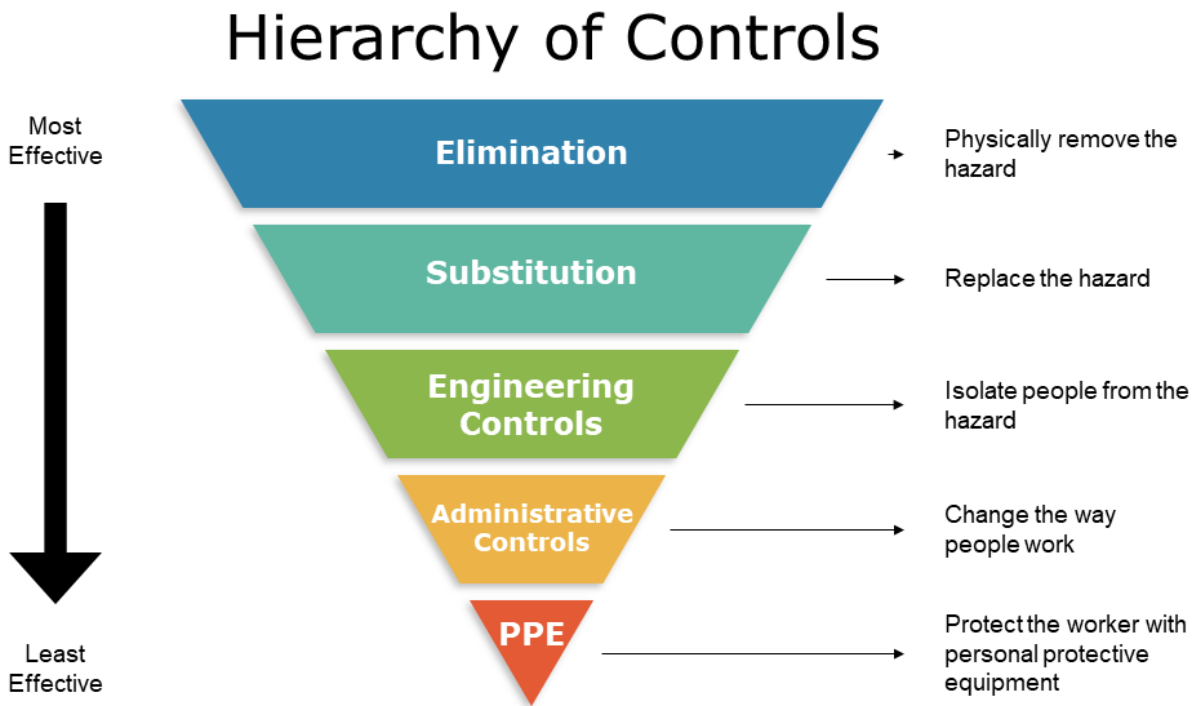 Hierarchy of Controls
Most
Effective
Elimination
Physically remove the
hazard
Substitution
Replace the hazard
Engineering
Controls
Isolate people from the
hazard
Administrative
Controls
Change the way
people work
PPE
Protect the worker with
personal protective
equipment
Least
Effective